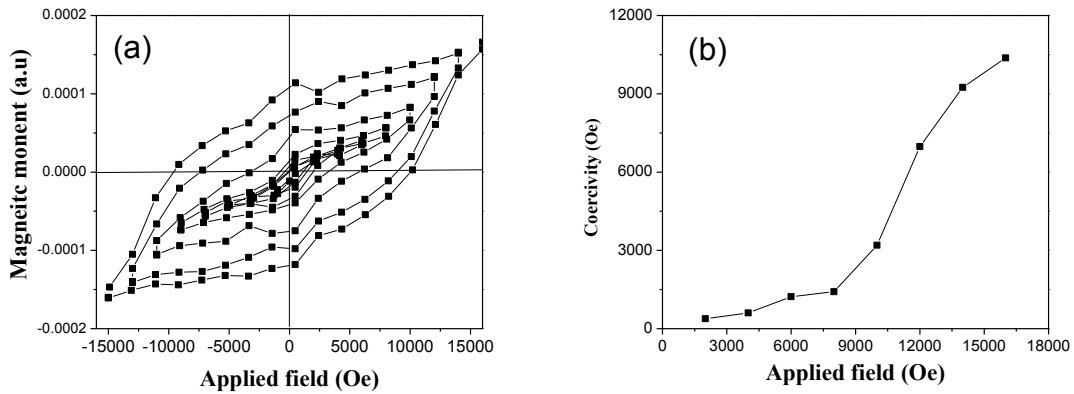 (a)
0.0002
0.0001
0.0000
-0.0001
-0.0002
Magneitc monent (a.u)
-15000 -10000 -5000 0 5000 10000 15000
Applied field (Oe)
(b)
12000
9000
6000
3000
0
Coercivity (Oe)
0 3000 6000 9000 12000 15000 18000
Applied field (Oe)